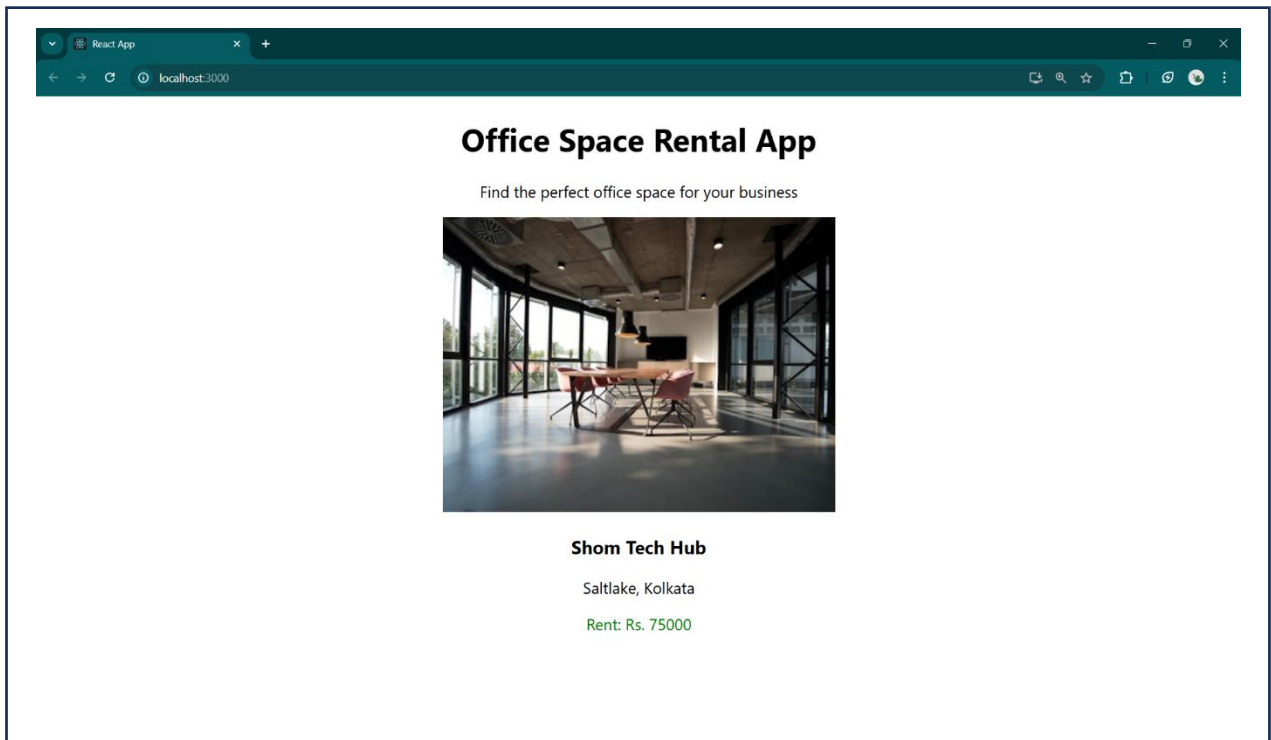 React App
localhost:3000
Office Space Rental App
Find the perfect office space for your business
Shom Tech Hub
Saltlake, Kolkata
Rent: Rs. 75000